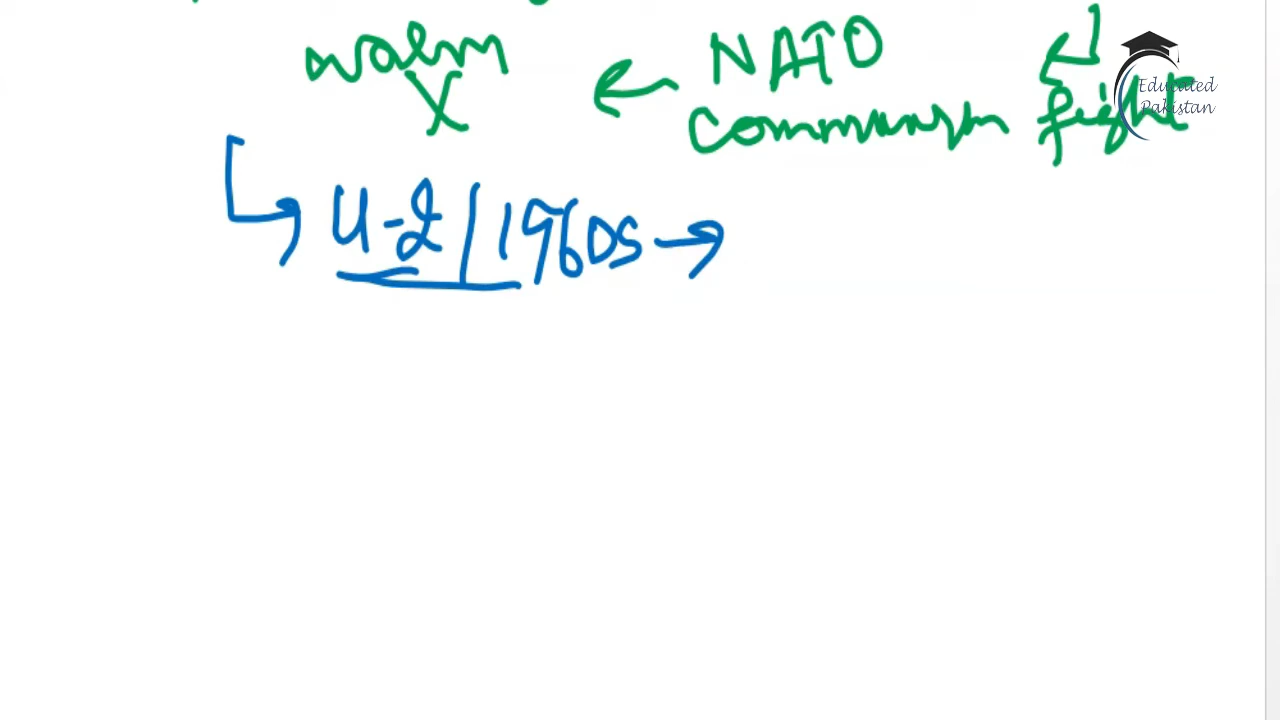 warm NATO
X ← communism fight
Educated
Pakistan
U-2 | 1960s →